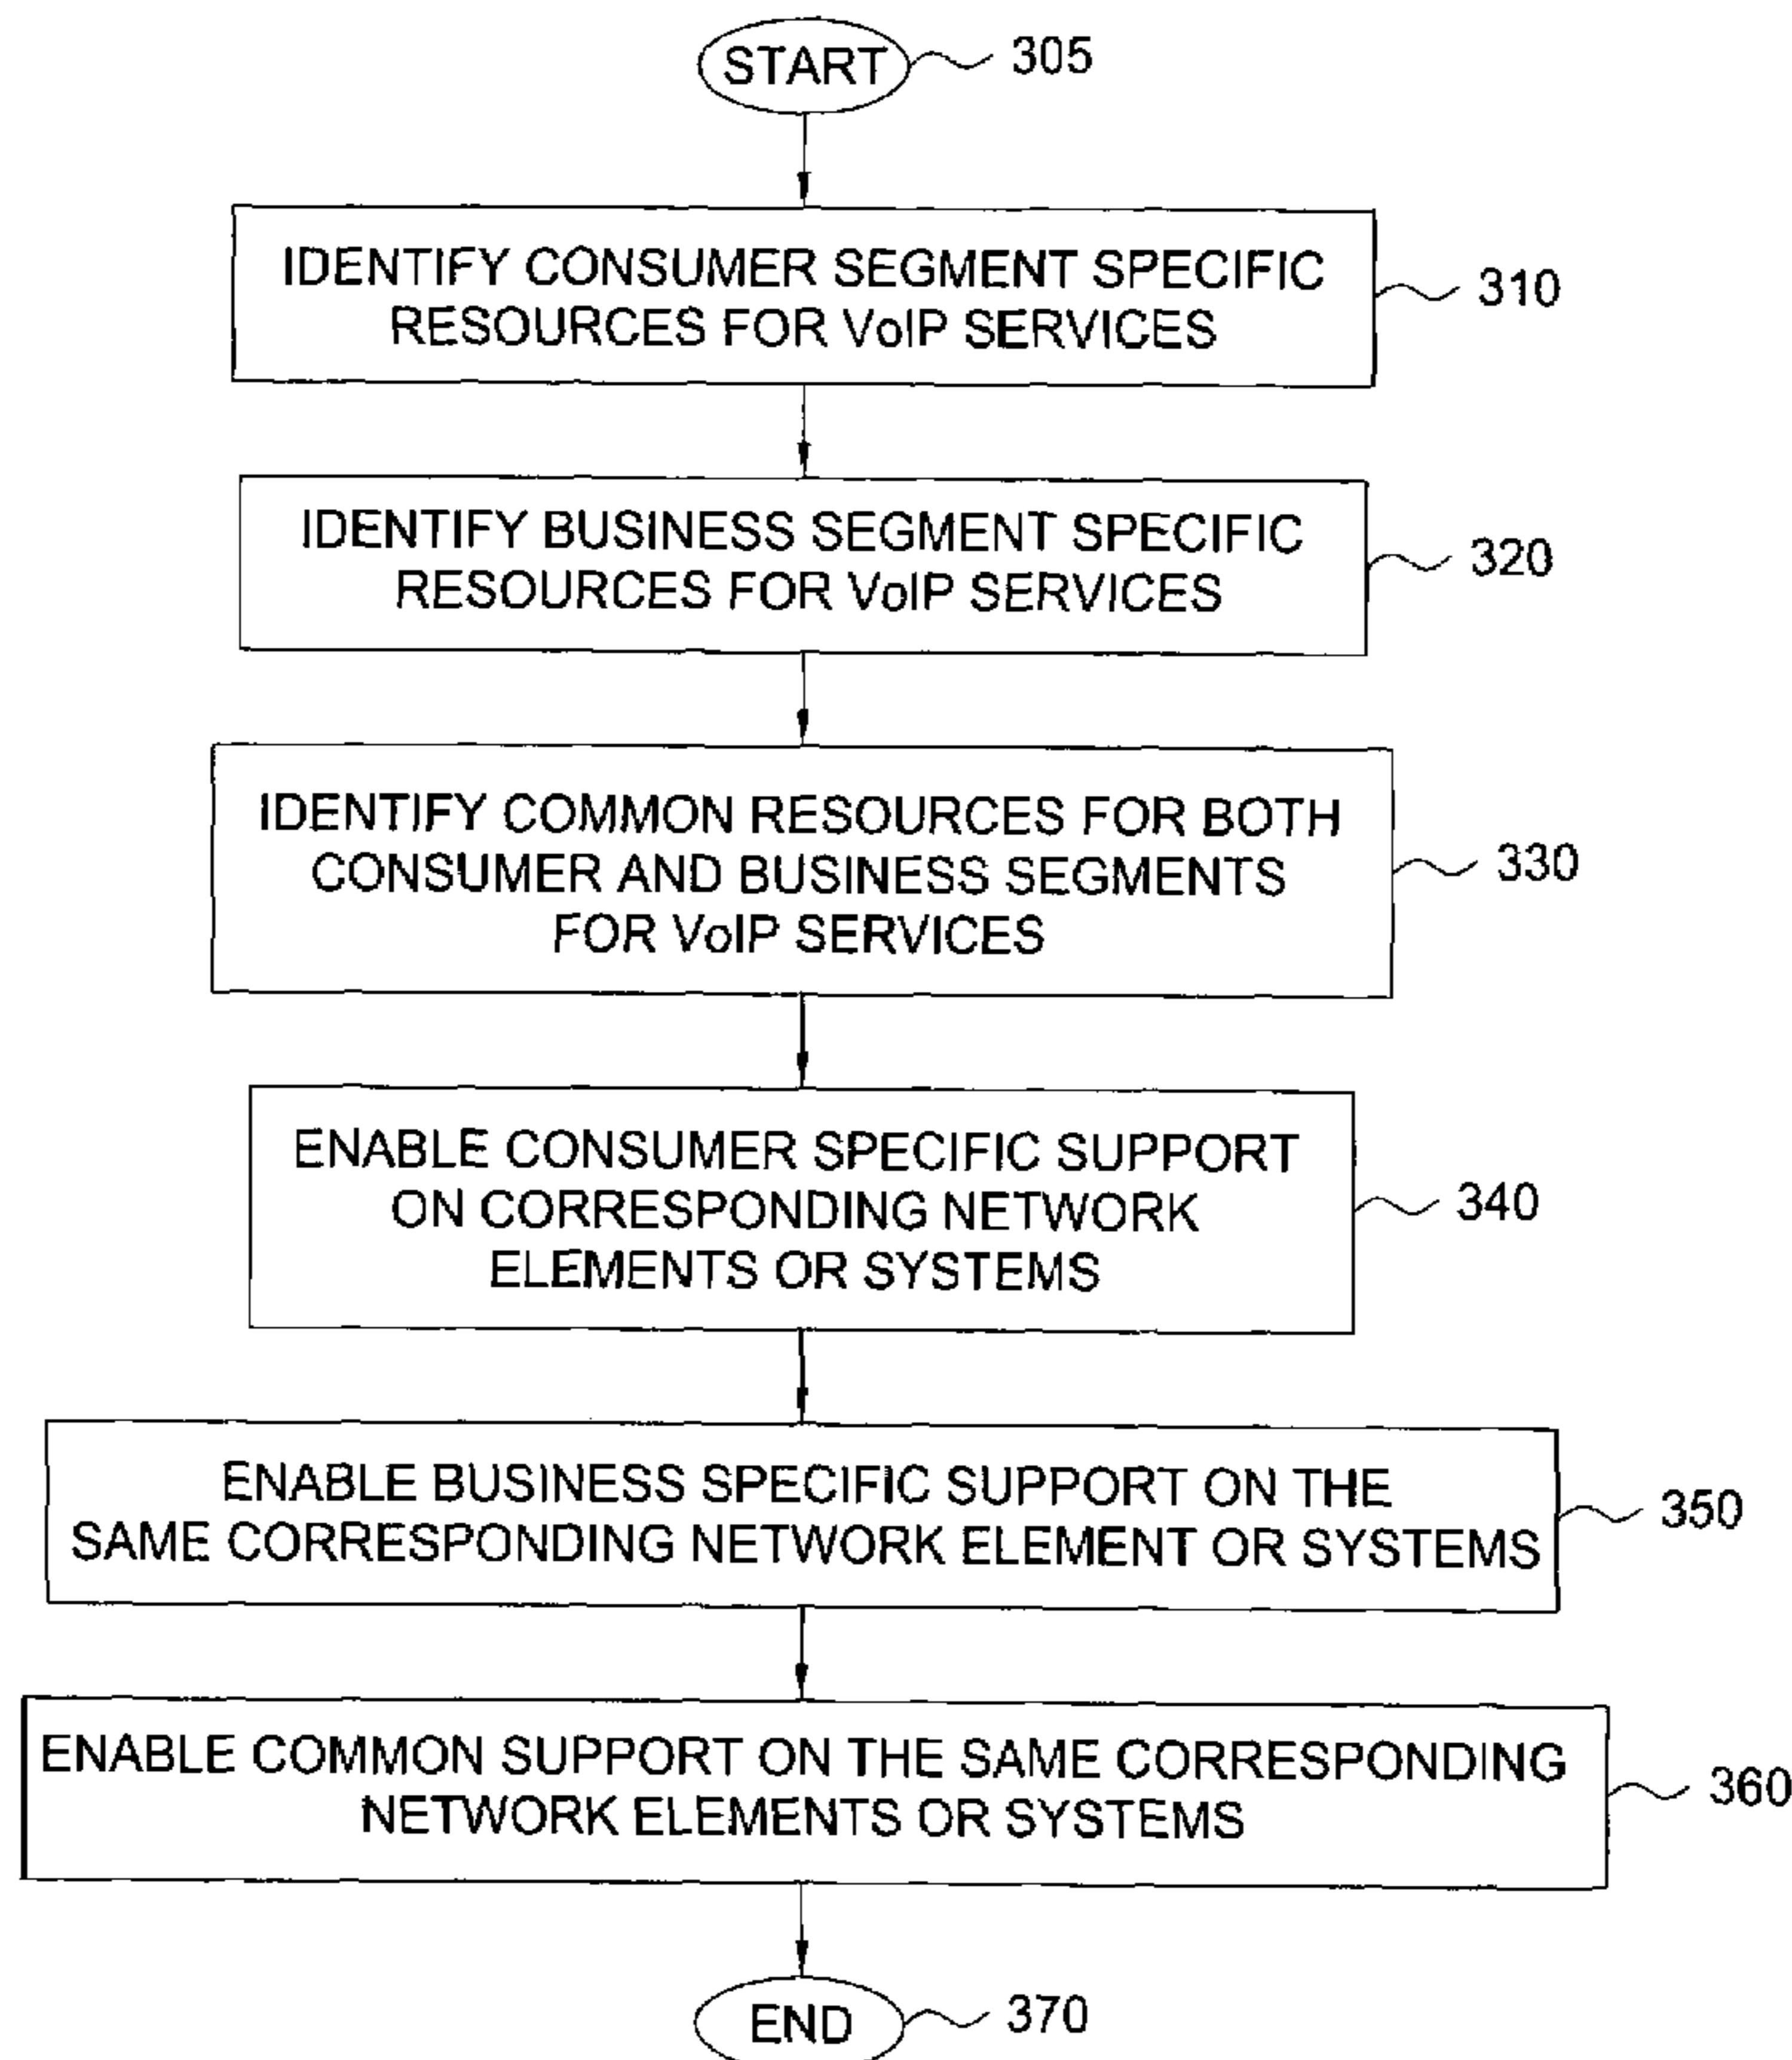 START
305
IDENTIFY CONSUMER SEGMENT SPECIFIC
RESOURCES FOR VoIP SERVICES
310
IDENTIFY BUSINESS SEGMENT SPECIFIC
RESOURCES FOR VoIP SERVICES
320
IDENTIFY COMMON RESOURCES FOR BOTH
CONSUMER AND BUSINESS SEGMENTS
FOR VoIP SERVICES
330
ENABLE CONSUMER SPECIFIC SUPPORT
ON CORRESPONDING NETWORK
ELEMENTS OR SYSTEMS
340
ENABLE BUSINESS SPECIFIC SUPPORT ON THE
SAME CORRESPONDING NETWORK ELEMENT OR SYSTEMS
350
ENABLE COMMON SUPPORT ON THE SAME CORRESPONDING
NETWORK ELEMENTS OR SYSTEMS
360
END
370